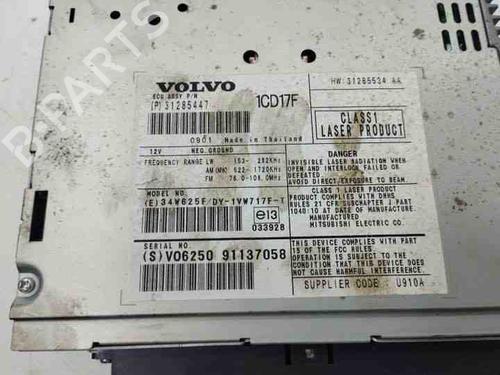 VOLVO
1CD17F
HW: 31285534 AA
ECU ASSY P/N
(P) 31285447
CLASS1
LASER PRODUCT
0901 Made in Thailand
12V NEG.GROUND
FREQUENCY RANGE LW 153- 282KHz
AM(MW) 522- 1720KHz
FM 76.0-108.0MHz
DANGER
INVISIBLE LASER RADIATION WHEN
OPEN AND INTERLOCK FAILED OR
DEFEATED.
AVOID DIRECT EXPOSURE TO BEAM
MODEL NO.
(E) 34W625F/DY-1VW717F-T
e13
033928
CLASS I LASER PRODUCT.
THIS PRODUCT COMPLIES WITH DHHS
RULES 21 CFR SUBCHAPTER J PART
1040:10 AT DATE OF MANUFACTURE.
MANUFACTURED
MITSUBISHI ELECTRIC CO.
SERIAL NO.
(S) VO6250 91137058
THIS DEVICE COMPLIES WITH PART
15 OF THE FCC RULES.
OPERATION IS SUBJECT TO THE
CONDITION THAT THIS DEVICE DOES
NOT CAUSE HARMFUL INTERFERENCE.
SUPPLIER CODE : U910A
B-PARTS